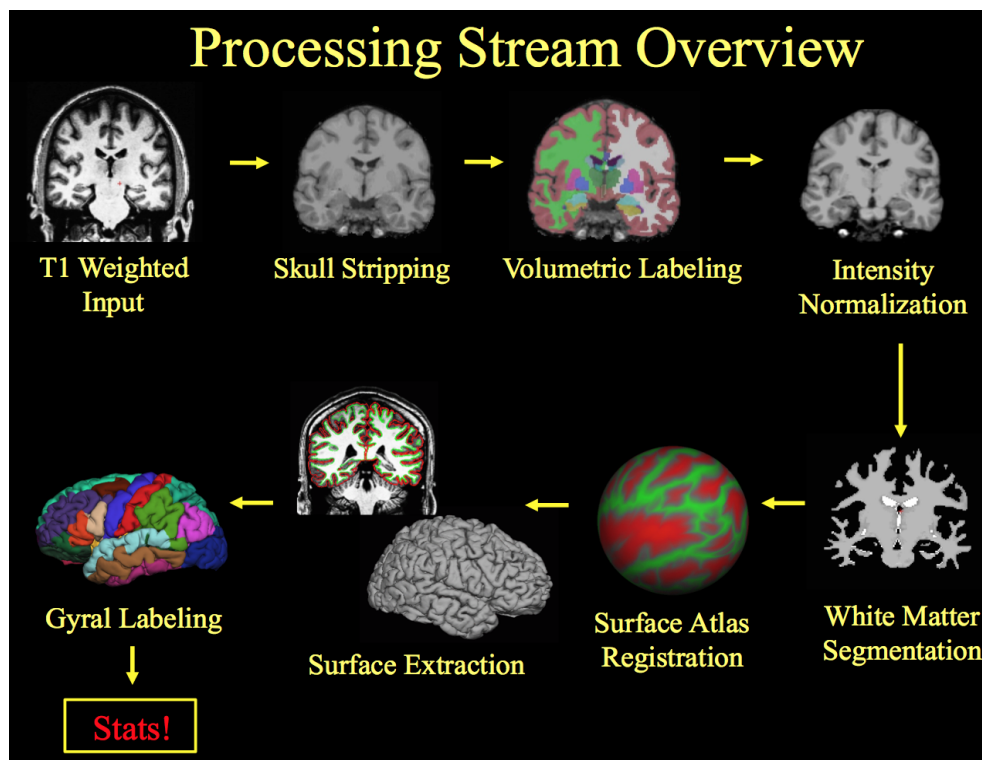 Processing Stream Overview
T1 Weighted
Input
Skull Stripping
Volumetric Labeling
Intensity
Normalization
White Matter
Segmentation
Surface Atlas
Registration
Surface Extraction
Gyral Labeling
Stats!